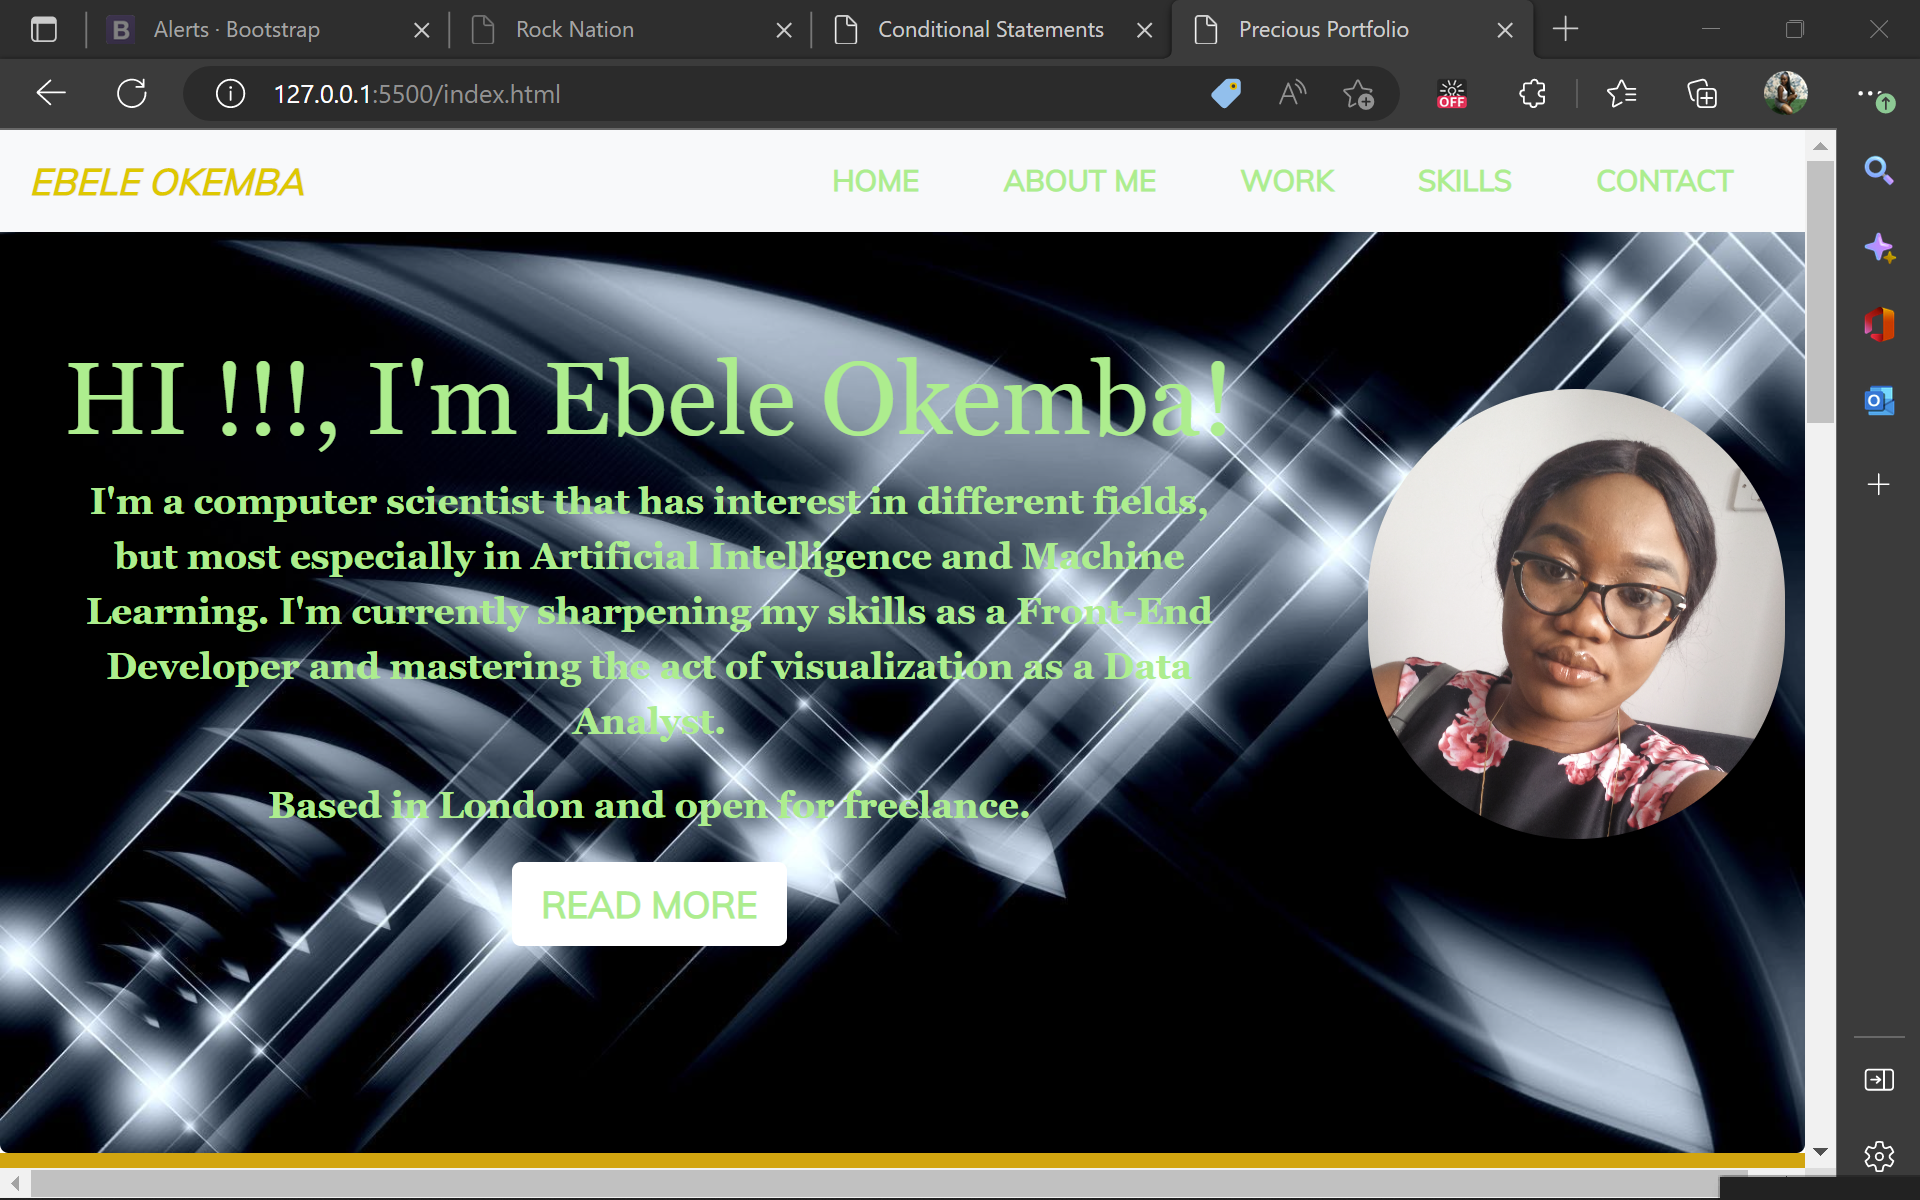 Alerts · Bootstrap
Rock Nation
Conditional Statements
Precious Portfolio
127.0.0.1:5500/index.html
OFF
EBELE OKEMBA
HOME
ABOUT ME
WORK
SKILLS
CONTACT
HI !!!, I'm Ebele Okemba!
I'm a computer scientist that has interest in different fields,
but most especially in Artificial Intelligence and Machine
Learning. I'm currently sharpening my skills as a Front-End
Developer and mastering the act of visualization as a Data
Analyst.
Based in London and open for freelance.
READ MORE